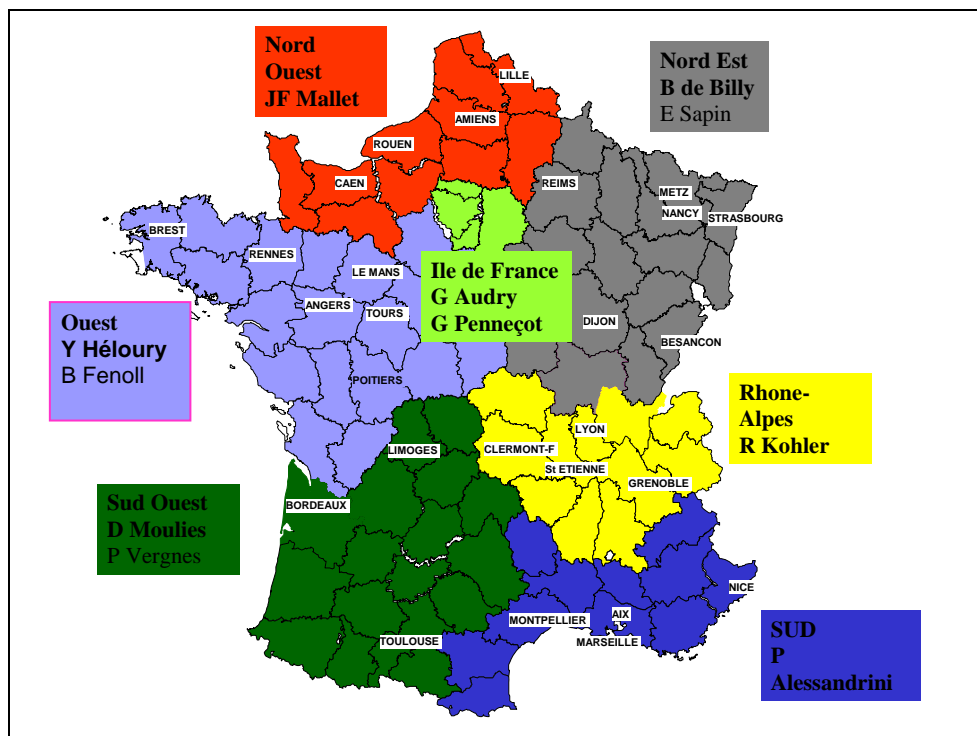 Nord
Ouest
JF Mallet
Nord Est
B de Billy
E Sapin
LILLE
AMIENS
ROUEN
CAEN
REIMS
METZ
NANCY
STRASBOURG
BREST
RENNES
LE MANS
Ile de France
G Audry
G Penneçot
ANGERS
TOURS
DIJON
BESANCON
Ouest
Y Héloury
B Fenoll
POITIERS
Rhone-
Alpes
R Kohler
LYON
LIMOGES
CLERMONT-F
St ETIENNE
GRENOBLE
Sud Ouest
D Moulies
P Vergnes
BORDEAUX
NICE
MONTPELLIER
AIX
TOULOUSE
MARSEILLE
SUD
P
Alessandrini